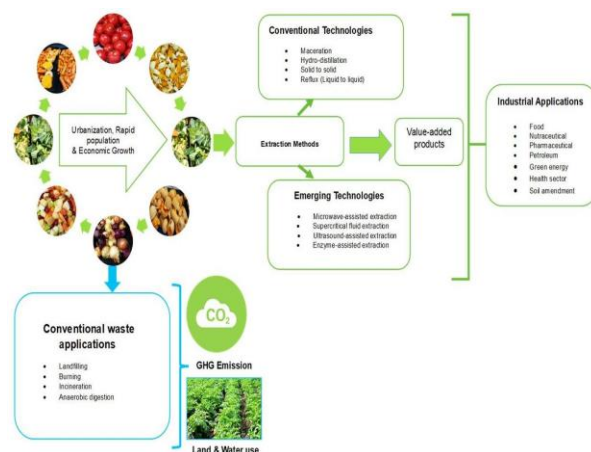 Conventional Technologies
Maceration
Hydro-distillation
Solid to solid
Reflux (Liquid to liquid)
Urbanization, Rapid
population
& Economic Growth
Extraction Methods
Value-added
products
Emerging Technologies
Microwave-assisted extraction
Supercritical fluid extraction
Ultrasound-assisted extraction
Enzyme-assisted extraction
Industrial Applications
Food
Nutraceutical
Pharmaceutical
Petroleum
Green energy
Health sector
Soil amendment
Conventional waste
applications
Landfilling
Burning
Incineration
Anaerobic digestion
CO2
GHG Emission
Land & Water use